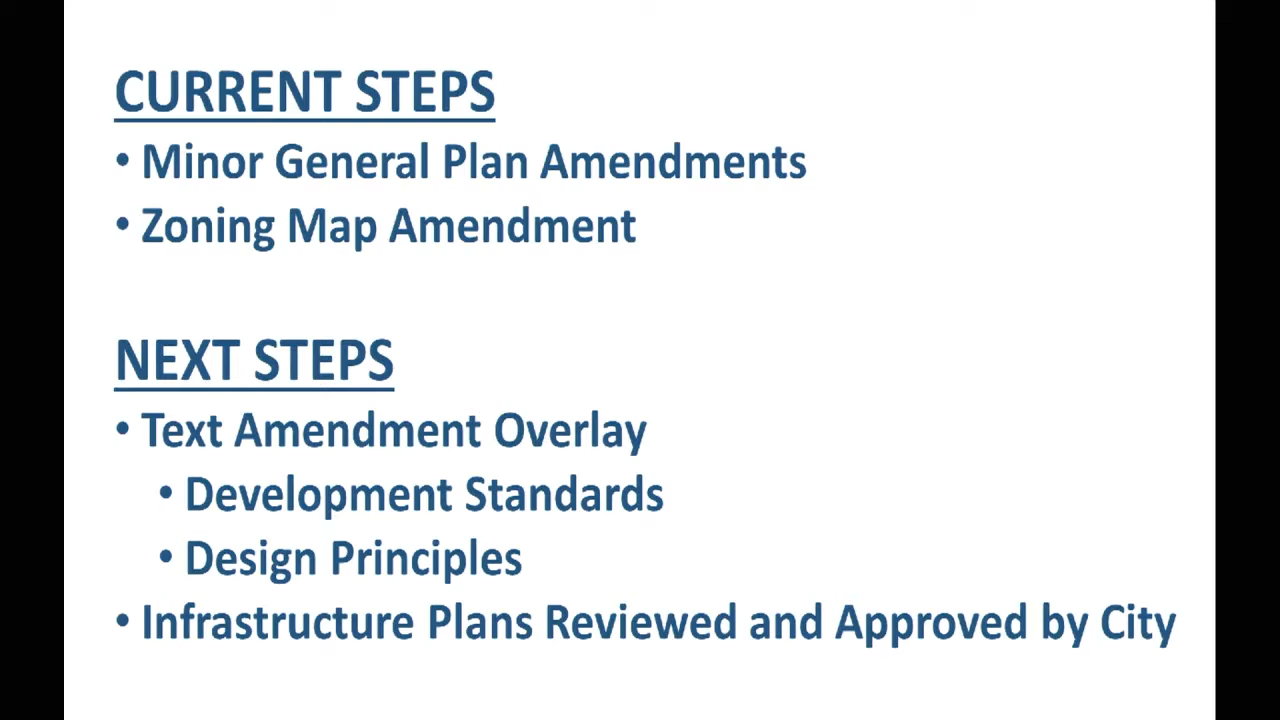 CURRENT STEPS
• Minor General Plan Amendments
• Zoning Map Amendment
NEXT STEPS
• Text Amendment Overlay
• Development Standards
• Design Principles
• Infrastructure Plans Reviewed and Approved by City